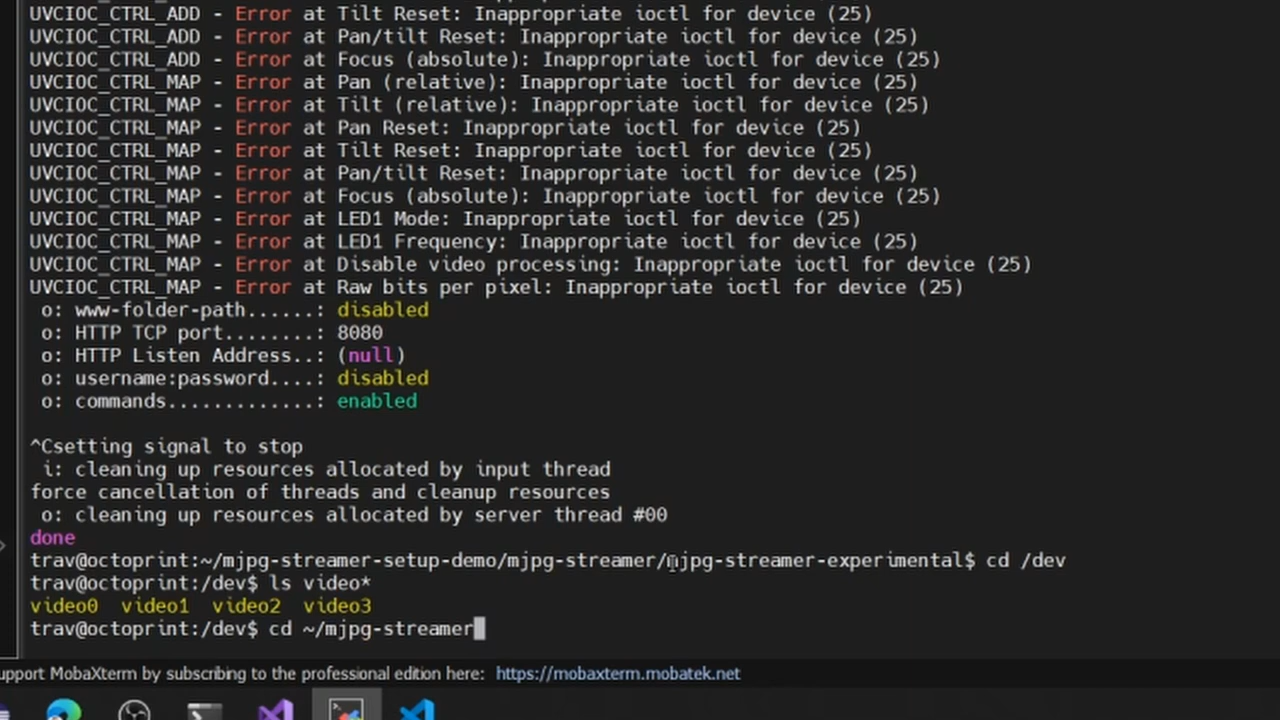 UVCIOC_CTRL_ADD - Error at Tilt Reset: Inappropriate ioctl for device (25)
UVCIOC_CTRL_ADD - Error at Pan/tilt Reset: Inappropriate ioctl for device (25)
UVCIOC_CTRL_ADD - Error at Focus (absolute): Inappropriate ioctl for device (25)
UVCIOC_CTRL_MAP - Error at Pan (relative): Inappropriate ioctl for device (25)
UVCIOC_CTRL_MAP - Error at Tilt (relative): Inappropriate ioctl for device (25)
UVCIOC_CTRL_MAP - Error at Pan Reset: Inappropriate ioctl for device (25)
UVCIOC_CTRL_MAP - Error at Tilt Reset: Inappropriate ioctl for device (25)
UVCIOC_CTRL_MAP - Error at Pan/tilt Reset: Inappropriate ioctl for device (25)
UVCIOC_CTRL_MAP - Error at Focus (absolute): Inappropriate ioctl for device (25)
UVCIOC_CTRL_MAP - Error at LED1 Mode: Inappropriate ioctl for device (25)
UVCIOC_CTRL_MAP - Error at LED1 Frequency: Inappropriate ioctl for device (25)
UVCIOC_CTRL_MAP - Error at Disable video processing: Inappropriate ioctl for device (25)
UVCIOC_CTRL_MAP - Error at Raw bits per pixel: Inappropriate ioctl for device (25)
o: www-folder-path......: disabled
o: HTTP TCP port........: 8080
o: HTTP Listen Address..: (null)
o: username:password....: disabled
o: commands.............: enabled
^Csetting signal to stop
i: cleaning up resources allocated by input thread
force cancellation of threads and cleanup resources
o: cleaning up resources allocated by server thread #00
done
trav@octoprint:~/mjpg-streamer-setup-demo/mjpg-streamer/mjpg-streamer-experimental$ cd /dev
trav@octoprint:/dev$ ls video*
video0 video1 video2 video3
trav@octoprint:/dev$ cd ~/mjpg-streamer
upport MobaXterm by subscribing to the professional edition here: https://mobaxterm.mobatek.net